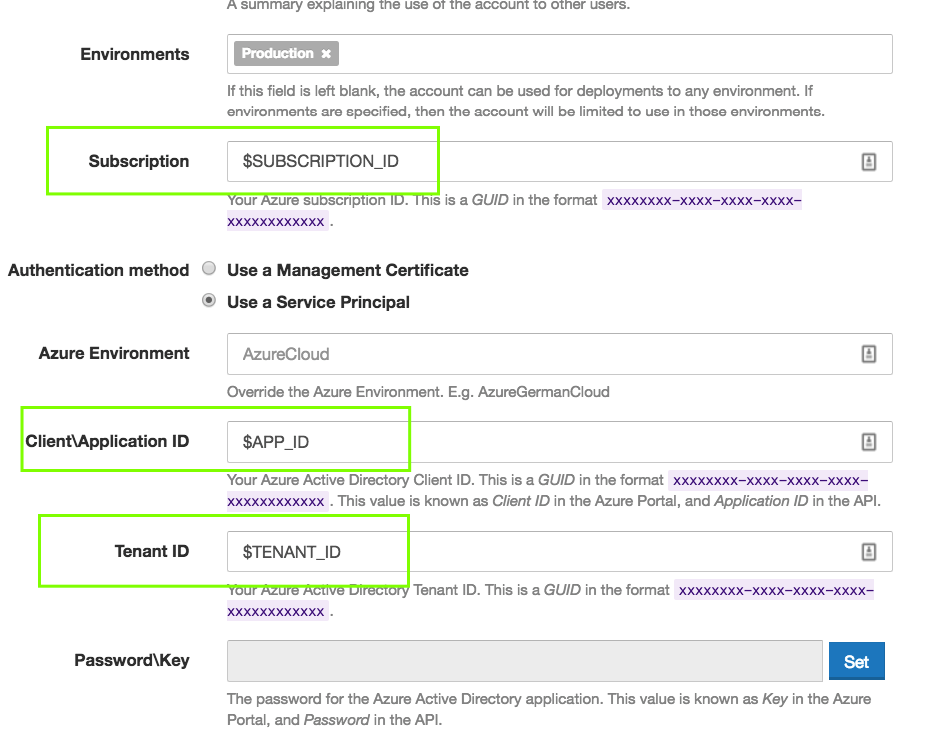 A summary explaining the use of the account to other users.
Environments
Production ✖
If this field is left blank, the account can be used for deployments to any environment. If
environments are specified, then the account will be limited to use in those environments.
Subscription
$SUBSCRIPTION_ID
Your Azure subscription ID. This is a GUID in the format xxxxxxxx-xxxx-xxxx-xxxx-
xxxxxxxxxxxx .
Authentication method
Use a Management Certificate
Use a Service Principal
Azure Environment
AzureCloud
Override the Azure Environment. E.g. AzureGermanCloud
Client\Application ID
$APP_ID
Your Azure Active Directory Client ID. This is a GUID in the format xxxxxxxx-xxxx-xxxx-xxxx-
xxxxxxxxxxxx . This value is known as Client ID in the Azure Portal, and Application ID in the API.
Tenant ID
$TENANT_ID
Your Azure Active Directory Tenant ID. This is a GUID in the format xxxxxxxx-xxxx-xxxx-xxxx-
xxxxxxxxxxxx .
Password\Key
Set
The password for the Azure Active Directory application. This value is known as Key in the Azure
Portal, and Password in the API.